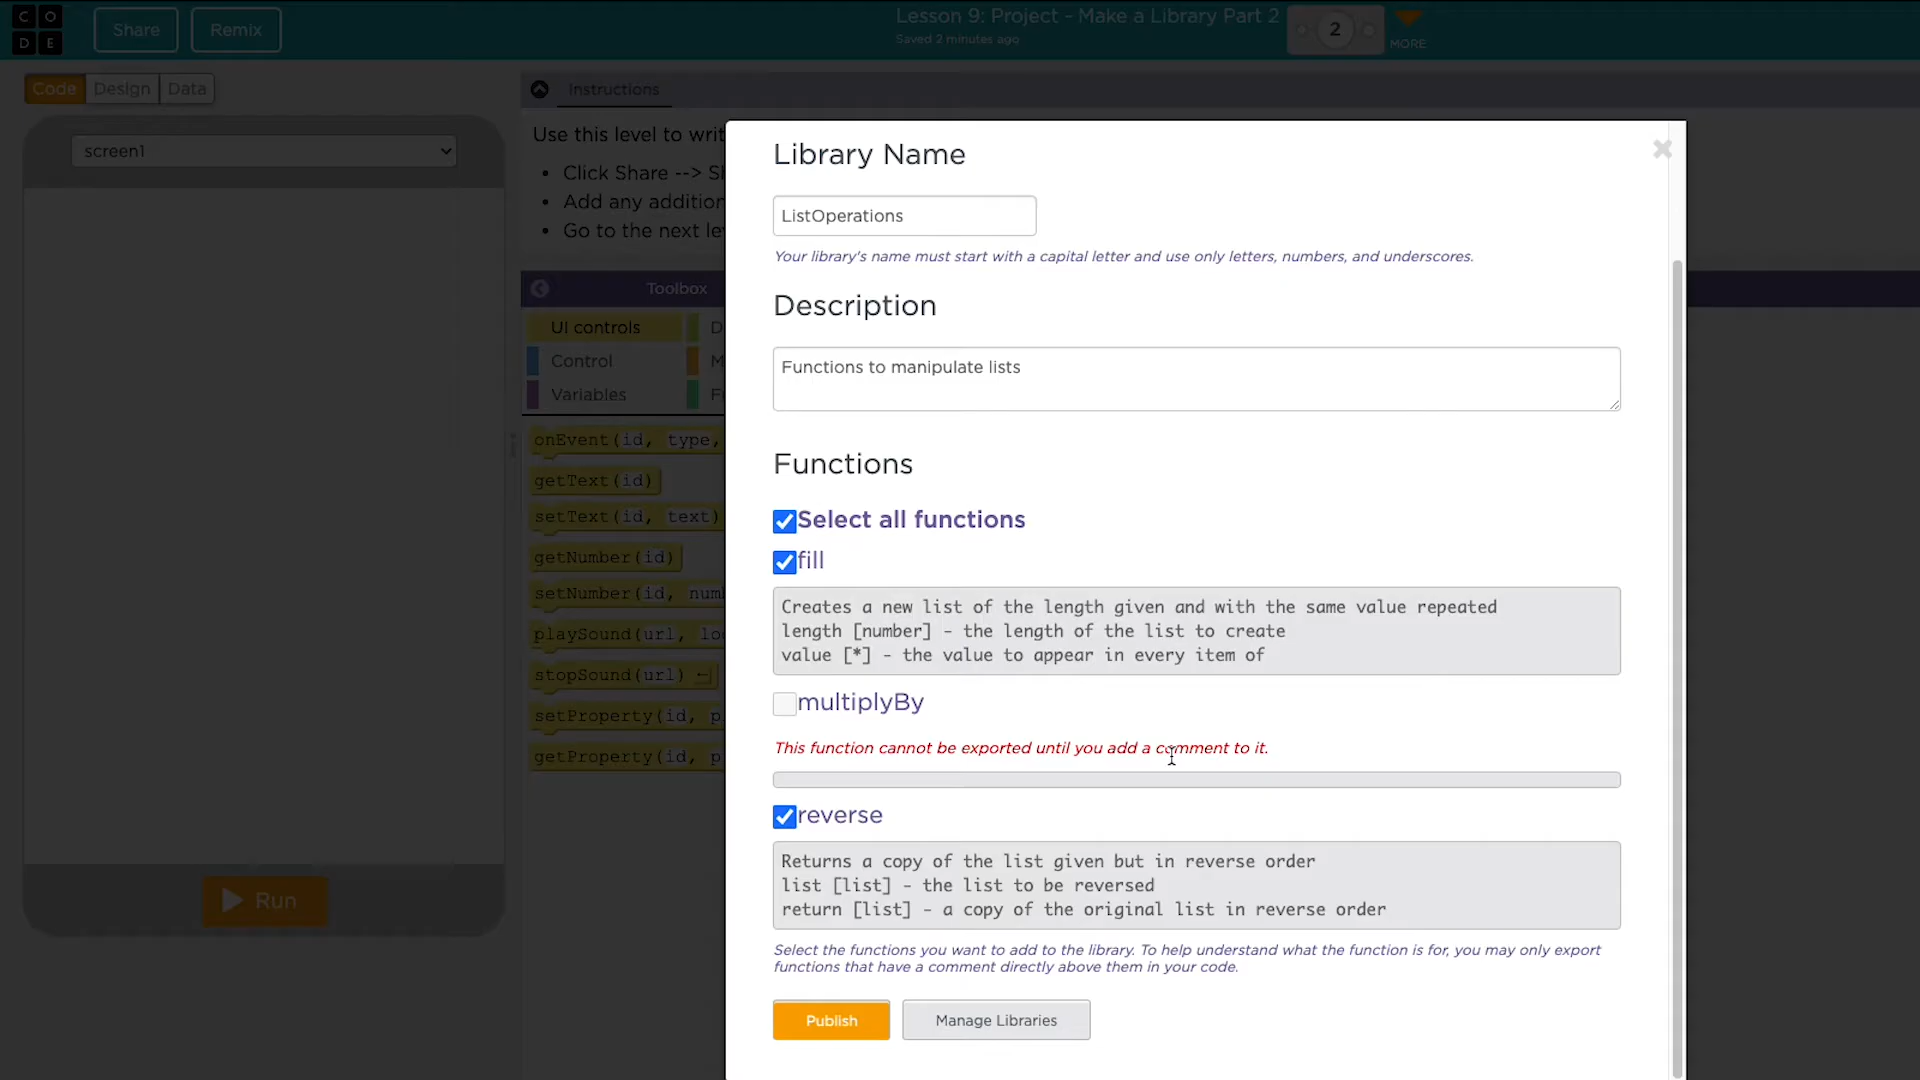 C O
D E
Share
Remix
Lesson 9: Project - Make a Library Part 2
Saved 2 minutes ago
2
MORE
Code
Design
Data
Instructions
screen1
Use this level to writ
Click Share --> Sh
Add any addition
Go to the next le
Toolbox
UI controls
D
Control
M
Variables
F
onEvent(id, type,
getText(id)
setText(id, text)
getNumber(id)
setNumber(id, num
playSound(url, lo
stopSound(url)
setProperty(id, p
getProperty(id, p
Run
Library Name
ListOperations
Your library's name must start with a capital letter and use only letters, numbers, and underscores.
Description
Functions to manipulate lists
Functions
Select all functions
fill
Creates a new list of the length given and with the same value repeated
length [number] - the length of the list to create
value [*] - the value to appear in every item of
multiplyBy
This function cannot be exported until you add a comment to it.
reverse
Returns a copy of the list given but in reverse order
list [list] - the list to be reversed
return [list] - a copy of the original list in reverse order
Select the functions you want to add to the library. To help understand what the function is for, you may only export
functions that have a comment directly above them in your code.
Publish
Manage Libraries